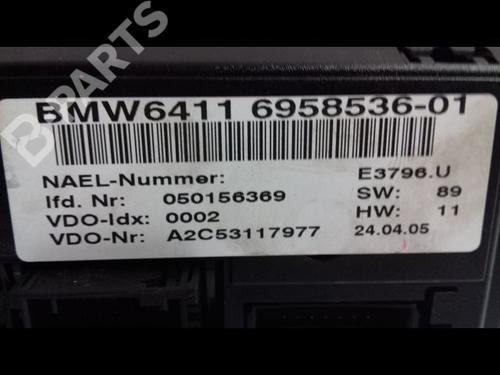 B-PARTS
BMW6411 6958536-01
NAEL-Nummer: E3796.U
lfd. Nr: 050156369 SW: 89
VDO-Idx: 0002 HW: 11
VDO-Nr: A2C53117977 24.04.05